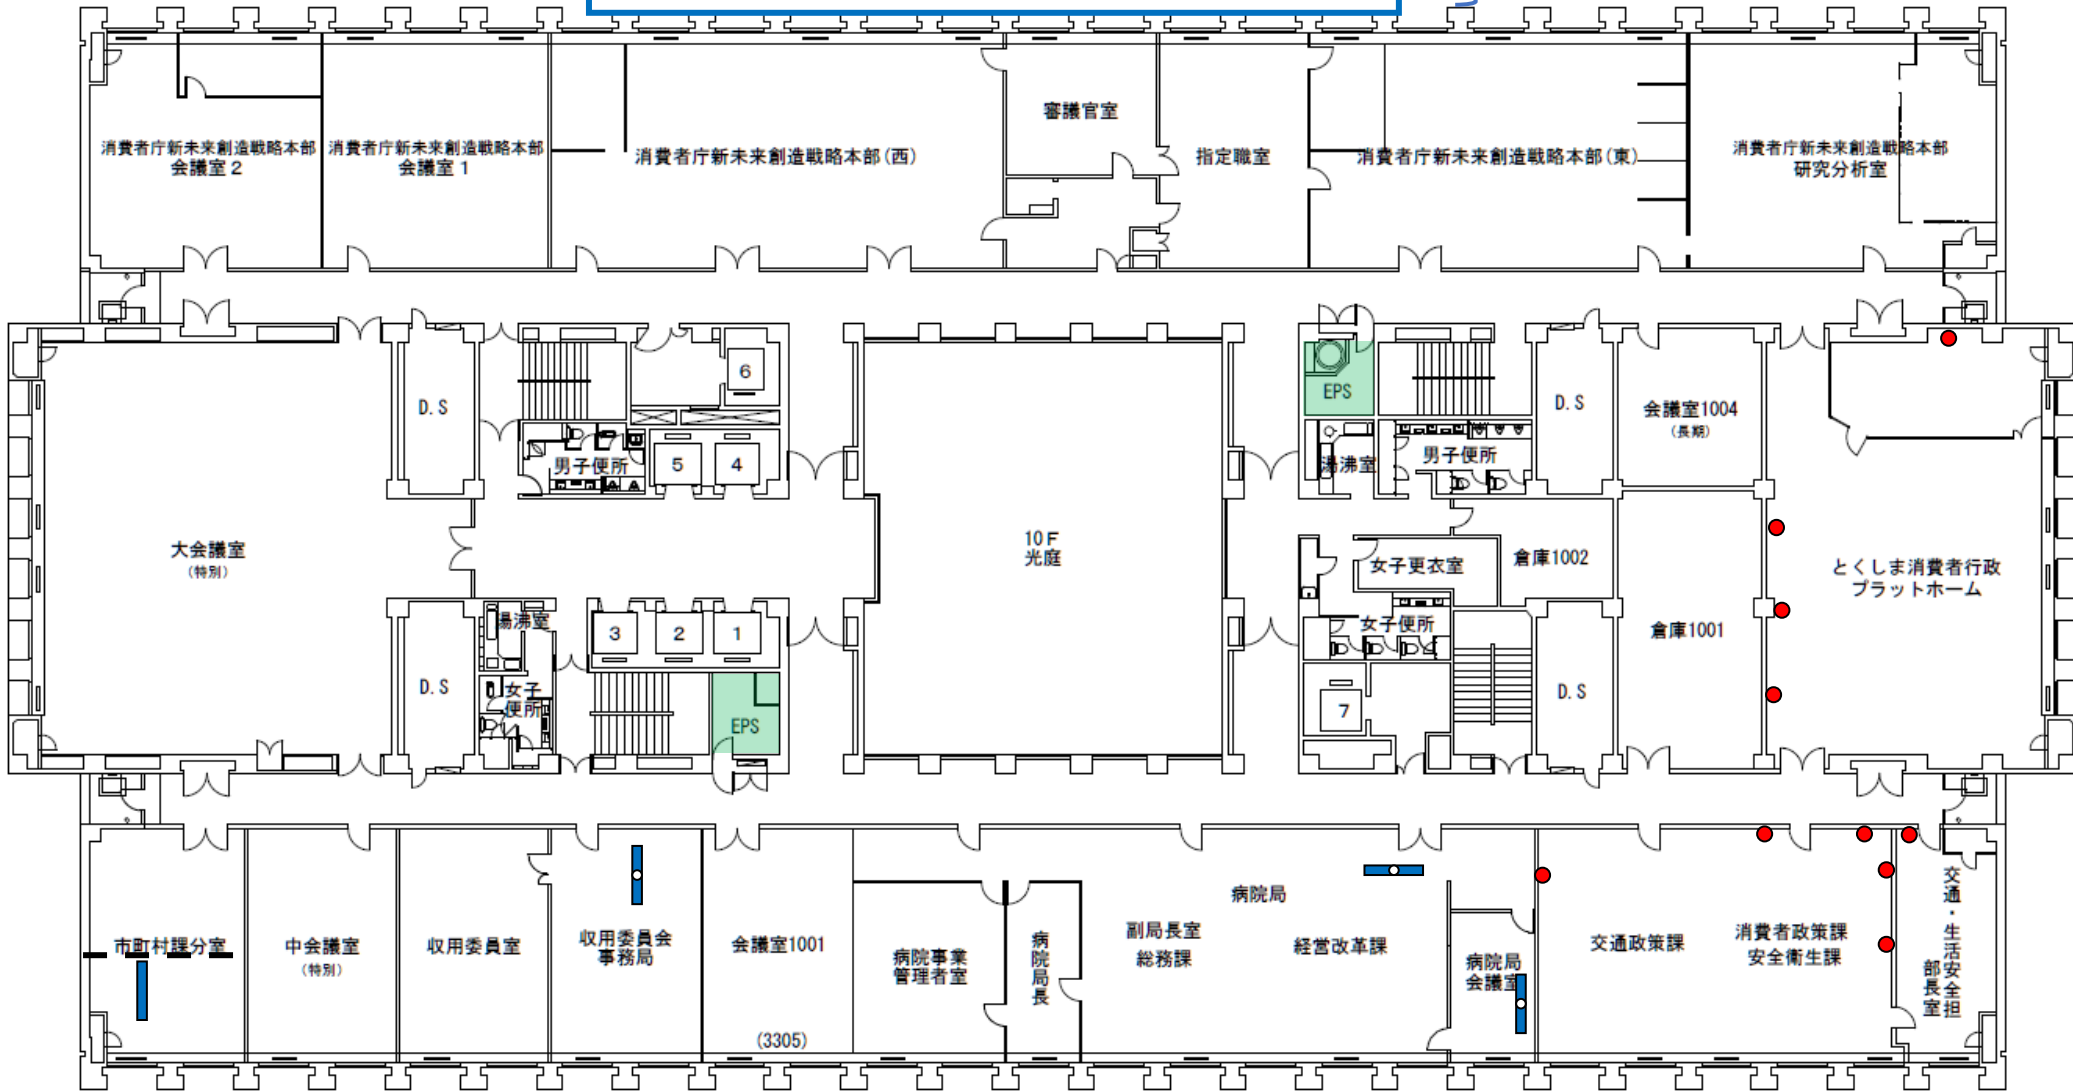 消費者庁新未来創造戦略本部
会議室2
消費者庁新未来創造戦略本部
会議室1
消費者庁新未来創造戦略本部(西)
審議官室
指定職室
消費者庁新未来創造戦略本部(東)
消費者庁新未来創造戦略本部
研究分析室
D.S
6
男子便所
5
4
EPS
湯沸室
男子便所
D.S
会議室1004
(長期)
大会議室
(特別)
10F
光庭
女子更衣室
倉庫1002
とくしま消費者行政
プラットホーム
湯沸室
3
2
1
女子便所
倉庫1001
D.S
女子
便所
EPS
7
D.S
市町村課分室
中会議室
(特別)
収用委員室
収用委員会
事務局
会議室1001
(3305)
病院事業
管理者室
病院局長
副局長室
総務課
病院局
経営改革課
病院局
会議室
交通政策課
消費者政策課
安全衛生課
交通・生活安全担
部長室